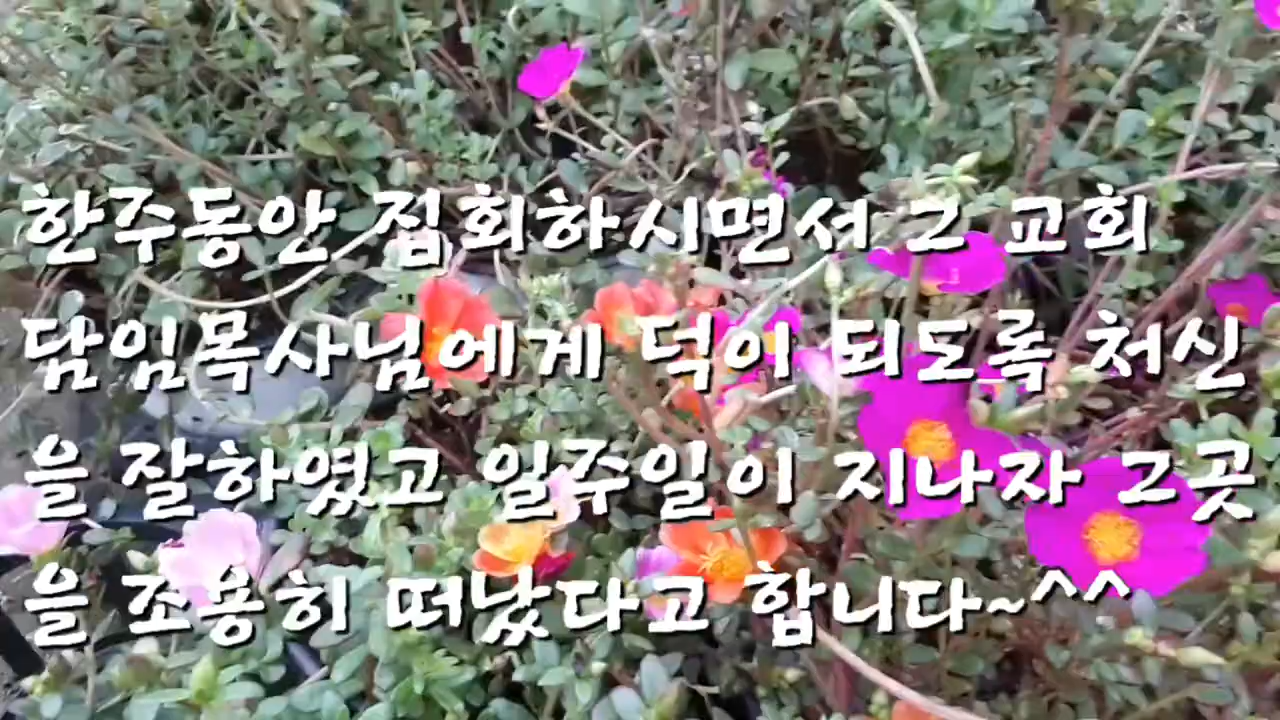 한주동안 집회하시면셔 그 교회
담임목사님에게 덕이 되도록 처신
을 잘하였고 일주일이 지나자 그곳
을 조용히 떠났다고 합니다~^^